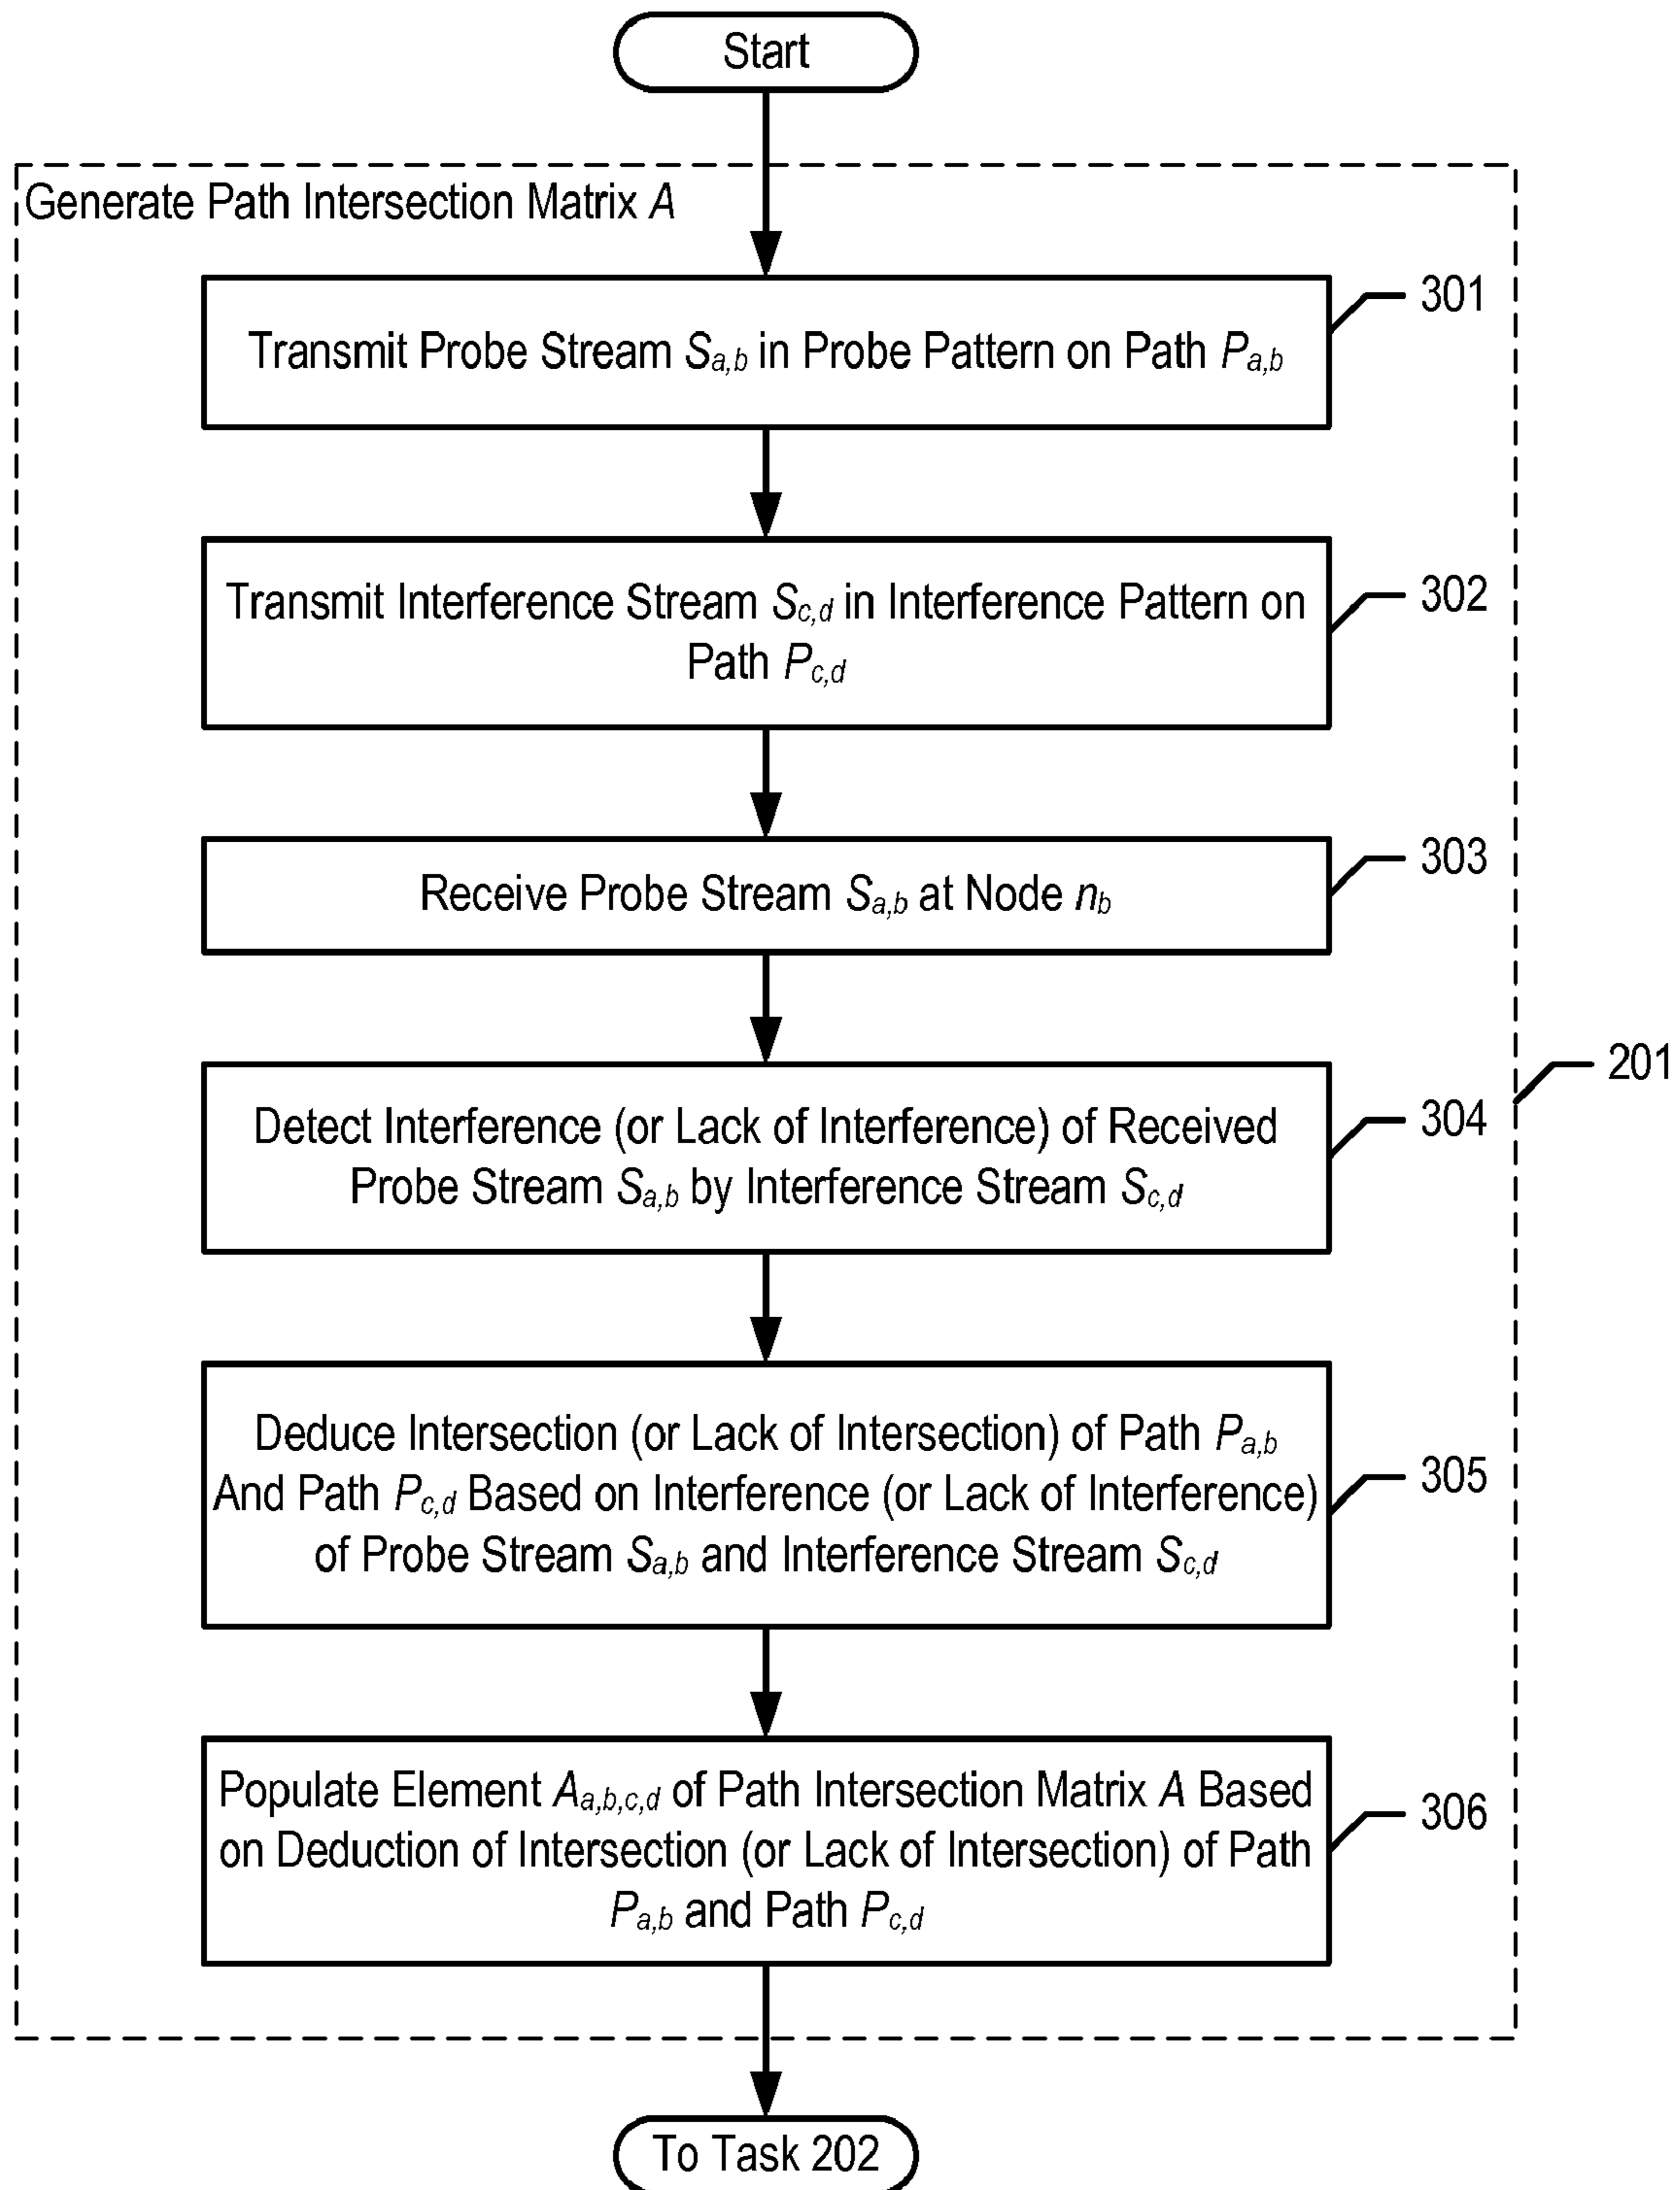 Start
Generate Path Intersection Matrix A
Transmit Probe Stream Sa,b in Probe Pattern on Path Pa,b
301
Transmit Interference Stream Sc,d in Interference Pattern on
Path Pc,d
302
Receive Probe Stream Sa,b at Node nb
303
Detect Interference (or Lack of Interference) of Received
Probe Stream Sa,b by Interference Stream Sc,d
304
201
Deduce Intersection (or Lack of Intersection) of Path Pa,b
And Path Pc,d Based on Interference (or Lack of Interference)
of Probe Stream Sa,b and Interference Stream Sc,d
305
Populate Element Aa,b,c,d of Path Intersection Matrix A Based
on Deduction of Intersection (or Lack of Intersection) of Path
Pa,b and Path Pc,d
306
To Task 202